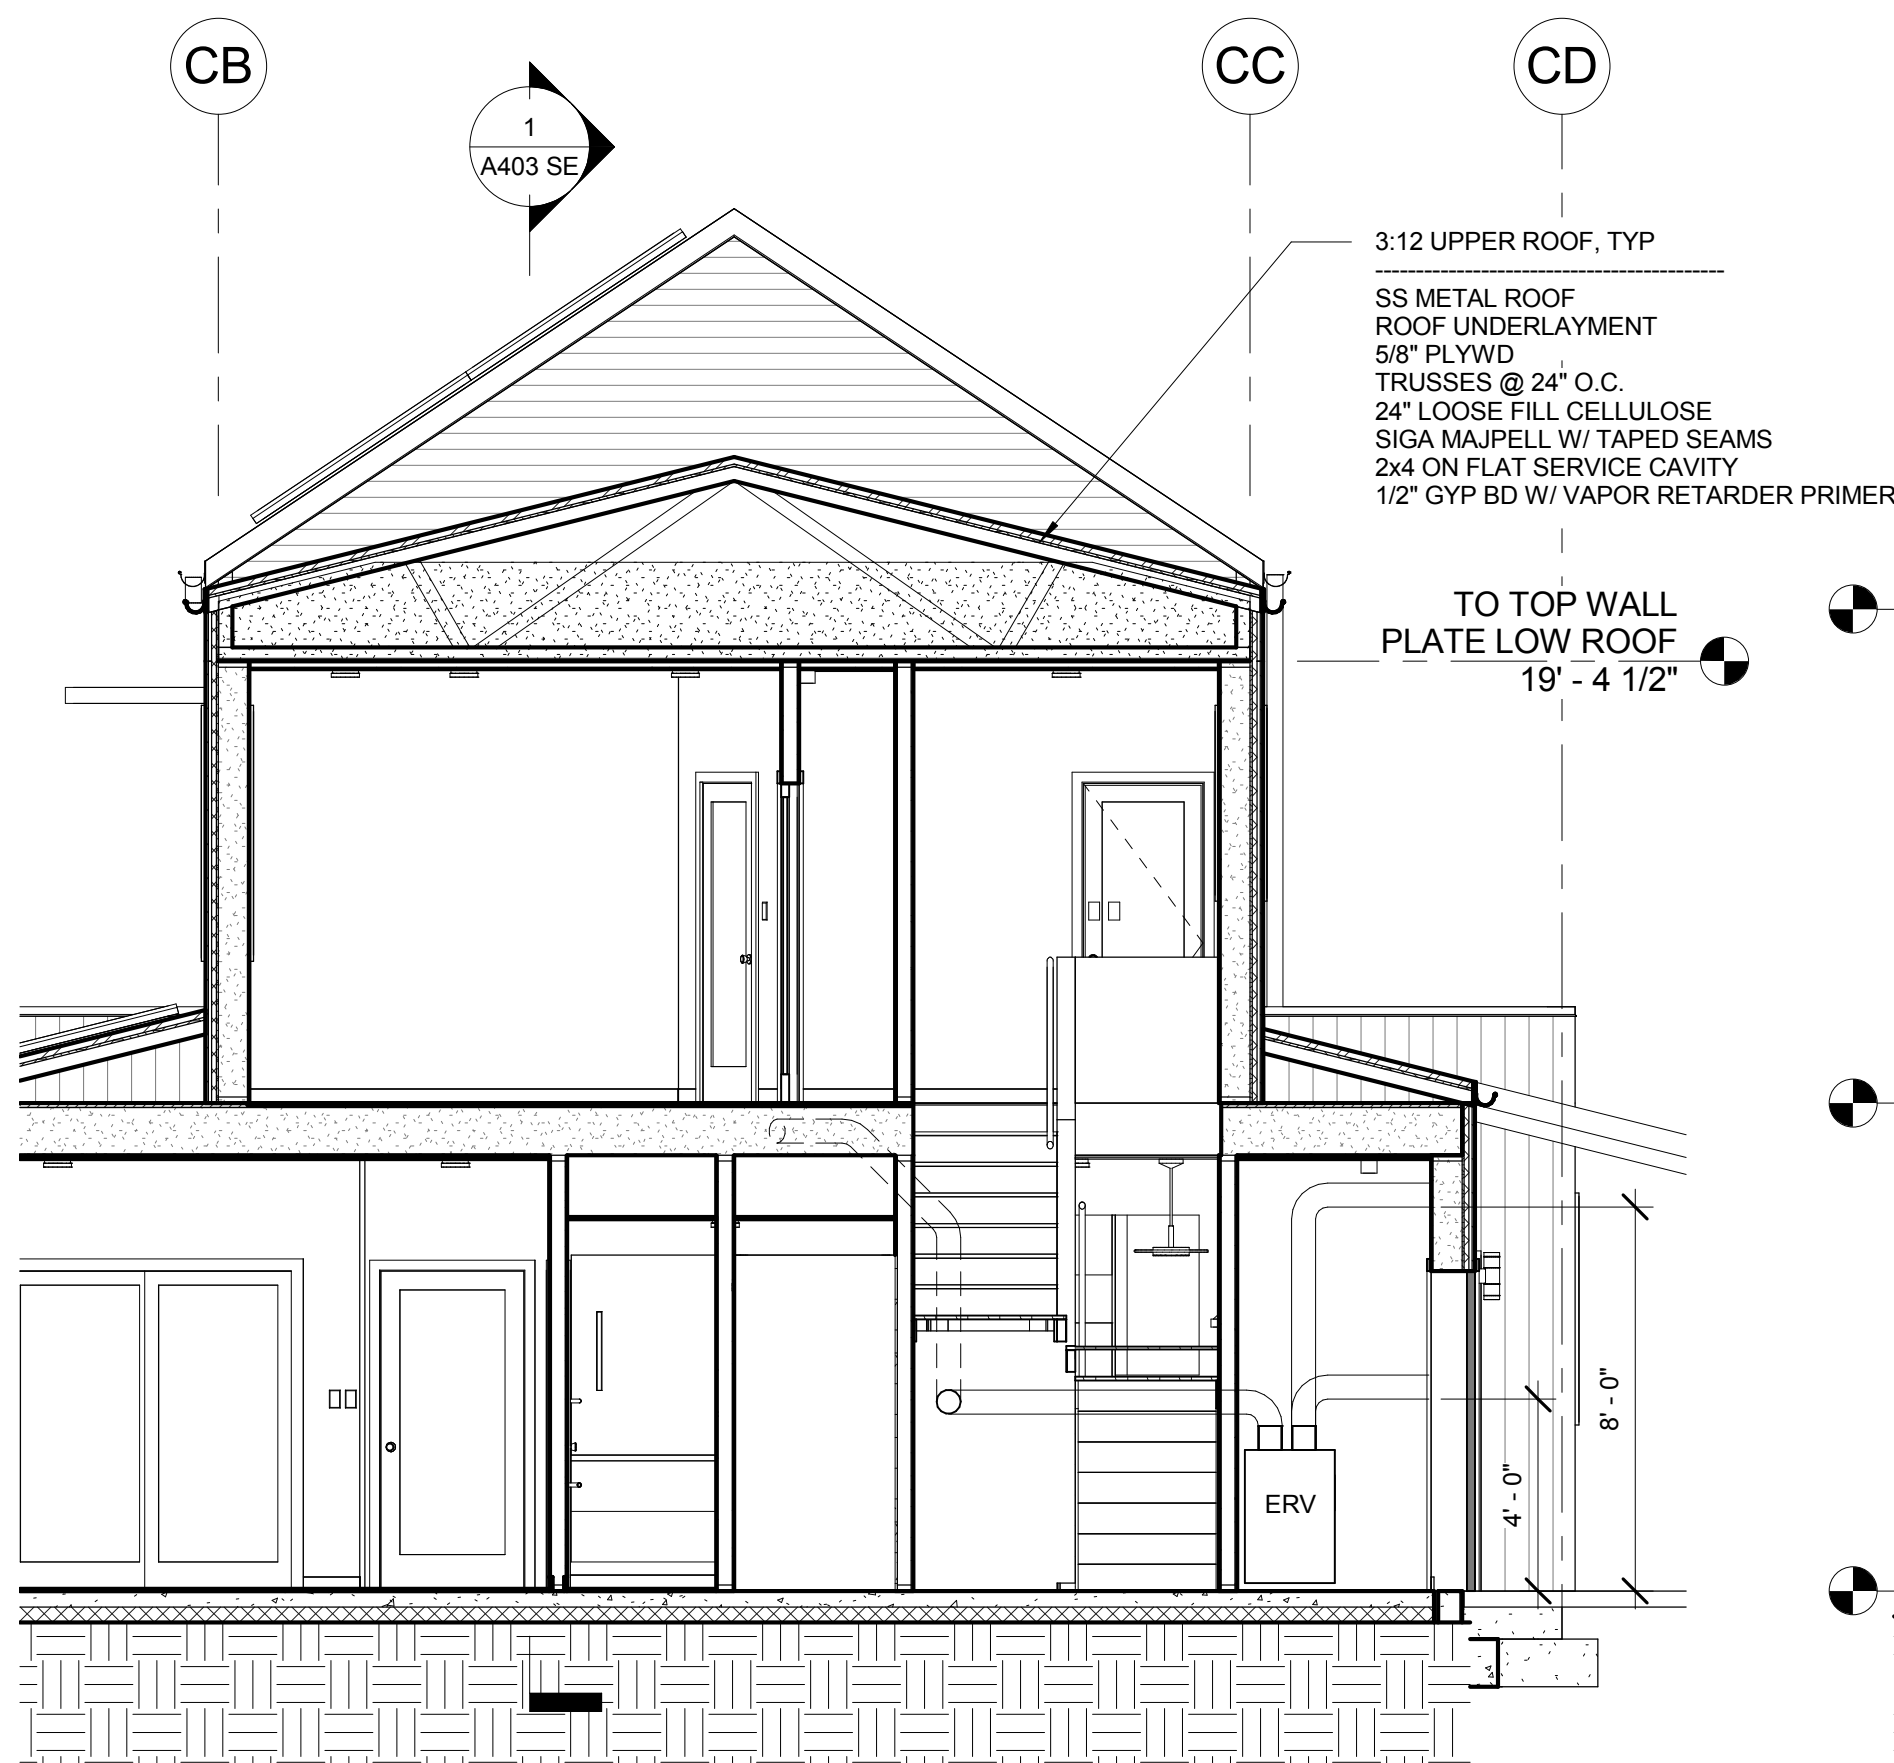 CB
CC
CD
1
A403 SE
3:12 UPPER ROOF, TYP
-------------------------------------------
SS METAL ROOF
ROOF UNDERLAYMENT
5/8" PLYWD
TRUSSES @ 24" O.C.
24" LOOSE FILL CELLULOSE
SIGA MAJPELL W/ TAPED SEAMS
2x4 ON FLAT SERVICE CAVITY
1/2" GYP BD W/ VAPOR RETARDER PRIMER
TO TOP WALL
PLATE LOW ROOF
19' - 4 1/2"
8' - 0"
4' - 0"
ERV